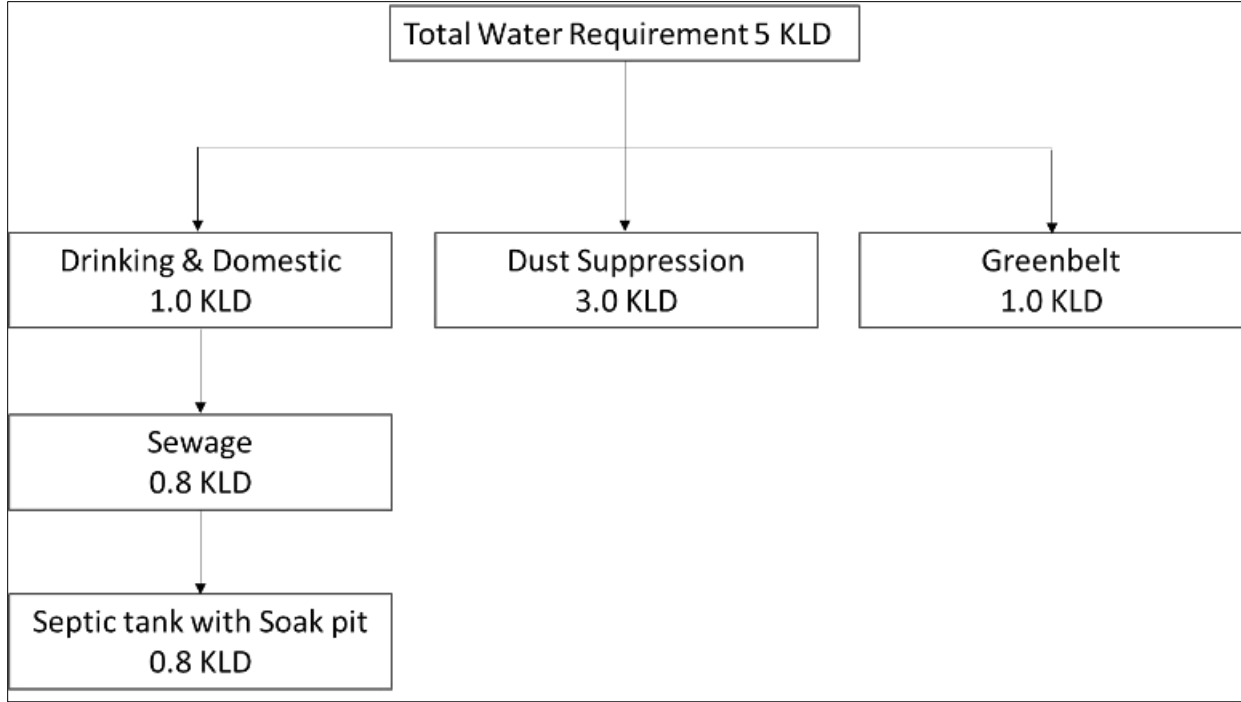 Total Water Requirement 5 KLD
Drinking & Domestic
1.0 KLD
Dust Suppression
3.0 KLD
Greenbelt
1.0 KLD
Sewage
0.8 KLD
Septic tank with Soak pit
0.8 KLD